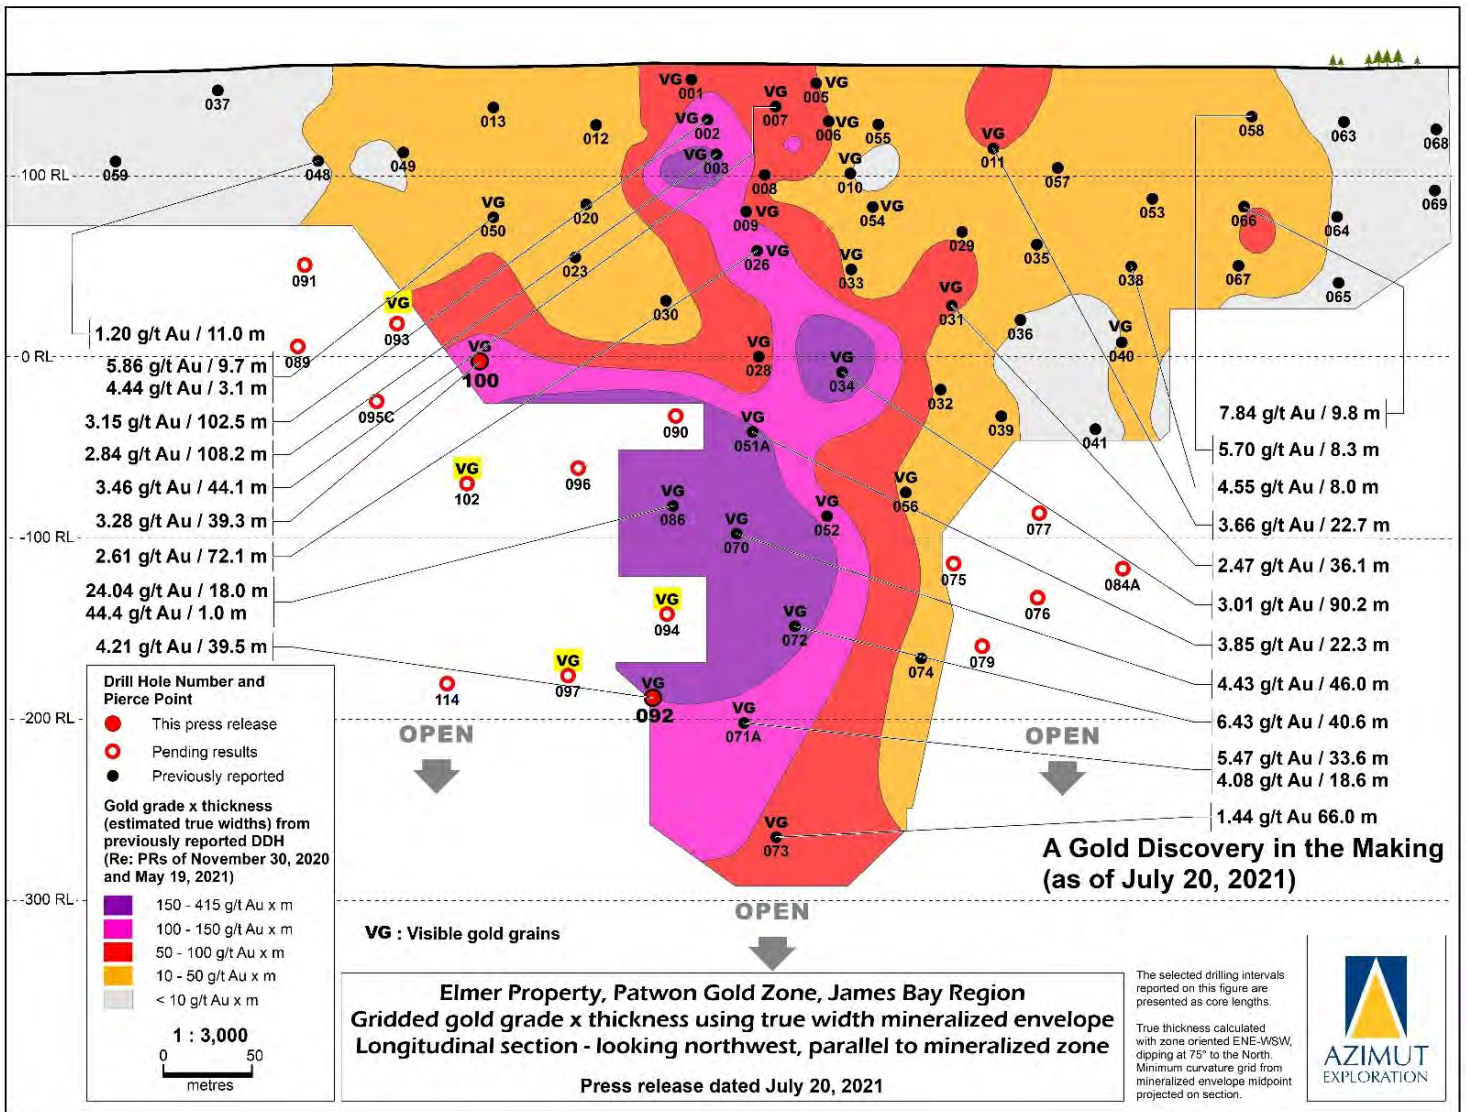 037
013
012
VG 001
VG
007
005 VG
VG
002
006 VG
055
VG 003
059
048
049
008
VG
010
VG
011
057
058
063
068
100 RL
VG
050
020
009 VG
054 VG
053
066
064
069
023
026 VG
033
029
035
038
067
065
091
VG
093
089
030
VG
031
036
VG
040
0 RL
VG
100
028
VG
034
095C
090
VG
051A
032
039
041
VG
102
096
VG
086
VG
070
VG
052
VG
056
077
-100 RL
075
084A
076
VG
094
VG
072
074
079
114
VG
097
VG
092
VG
071A
-200 RL
VG
073
-300 RL
1.20 g/t Au / 11.0 m
5.86 g/t Au / 9.7 m
4.44 g/t Au / 3.1 m
3.15 g/t Au / 102.5 m
2.84 g/t Au / 108.2 m
3.46 g/t Au / 44.1 m
3.28 g/t Au / 39.3 m
2.61 g/t Au / 72.1 m
24.04 g/t Au / 18.0 m
44.4 g/t Au / 1.0 m
4.21 g/t Au / 39.5 m
7.84 g/t Au / 9.8 m
5.70 g/t Au / 8.3 m
4.55 g/t Au / 8.0 m
3.66 g/t Au / 22.7 m
2.47 g/t Au / 36.1 m
3.01 g/t Au / 90.2 m
3.85 g/t Au / 22.3 m
4.43 g/t Au / 46.0 m
6.43 g/t Au / 40.6 m
5.47 g/t Au / 33.6 m
4.08 g/t Au / 18.6 m
1.44 g/t Au 66.0 m
OPEN
OPEN
OPEN
Drill Hole Number and
Pierce Point
This press release
Pending results
Previously reported
Gold grade x thickness
(estimated true widths) from
previously reported DDH
(Re: PRs of November 30, 2020
and May 19, 2021)
150 - 415 g/t Au x m
100 - 150 g/t Au x m
50 - 100 g/t Au x m
10 - 50 g/t Au x m
< 10 g/t Au x m
1 : 3,000
0 50
metres
A Gold Discovery in the Making
(as of July 20, 2021)
VG : Visible gold grains
Elmer Property, Patwon Gold Zone, James Bay Region
Gridded gold grade x thickness using true width mineralized envelope
Longitudinal section - looking northwest, parallel to mineralized zone
Press release dated July 20, 2021
The selected drilling intervals
reported on this figure are
presented as core lengths.
True thickness calculated
with zone oriented ENE-WSW,
dipping at 75° to the North.
Minimum curvature grid from
mineralized envelope midpoint
projected on section.
AZIMUT
EXPLORATION